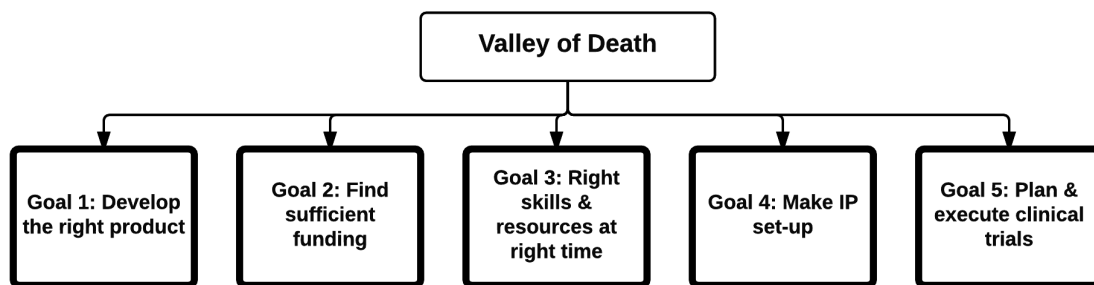 Valley of Death
Goal 1: Develop
the right product
Goal 2: Find
sufficient
funding
Goal 3: Right
skills &
resources at
right time
Goal 4: Make IP
set-up
Goal 5: Plan &
execute clinical
trials